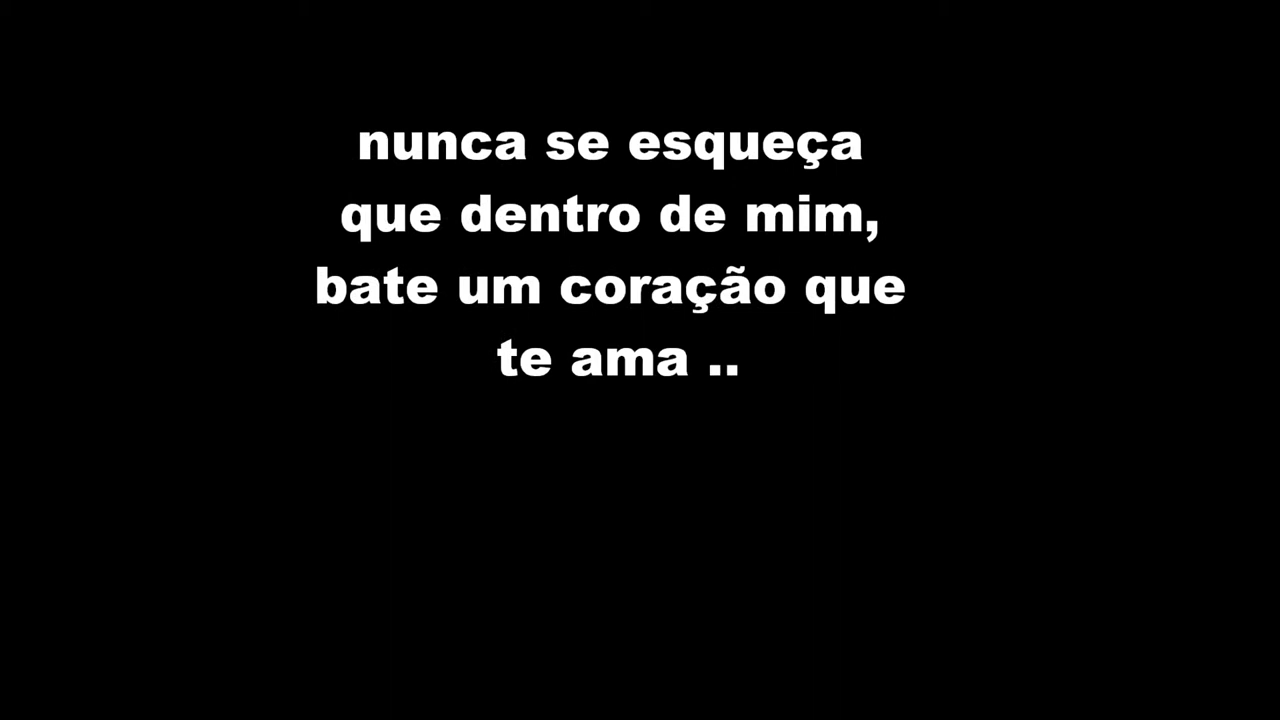 nunca se esqueça
que dentro de mim,
bate um coração que
te ama ..